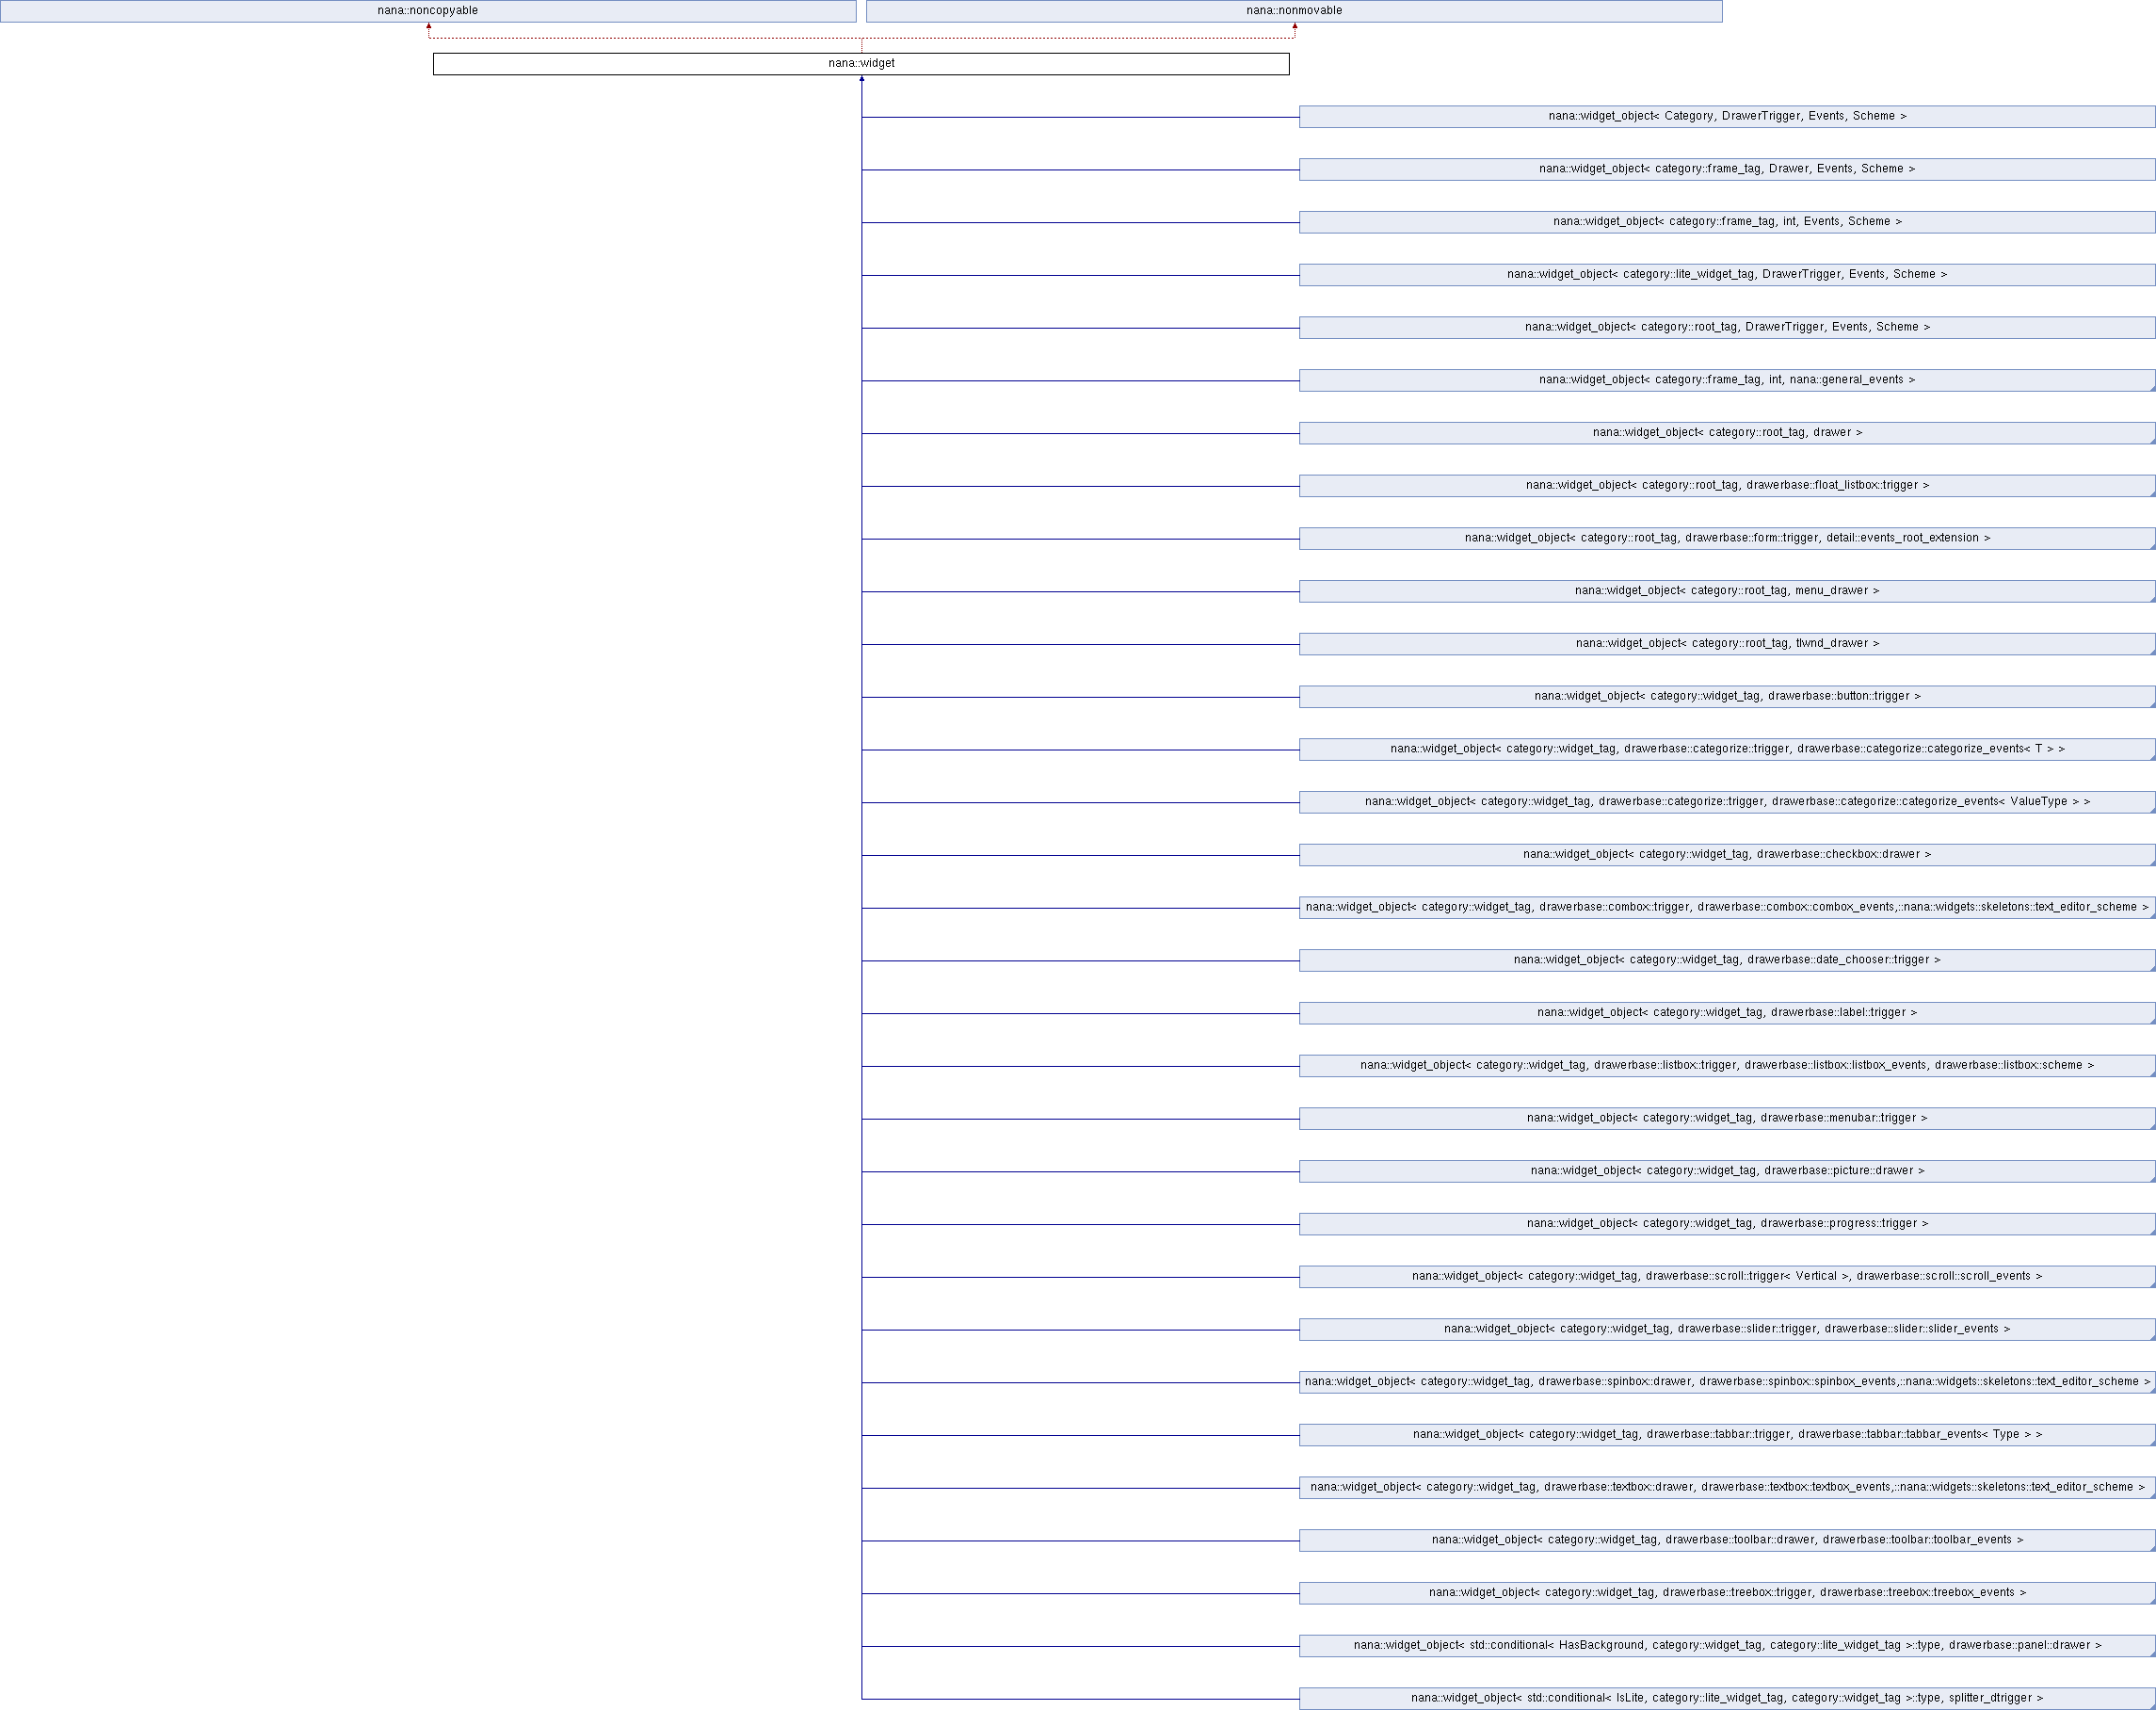 nana::noncopyable
nana::nonmovable
nana::widget
nana::widget_object< Category, DrawerTrigger, Events, Scheme >
nana::widget_object< category::frame_tag, Drawer, Events, Scheme >
nana::widget_object< category::frame_tag, int, Events, Scheme >
nana::widget_object< category::lite_widget_tag, DrawerTrigger, Events, Scheme >
nana::widget_object< category::root_tag, DrawerTrigger, Events, Scheme >
nana::widget_object< category::frame_tag, int, nana::general_events >
nana::widget_object< category::root_tag, drawer >
nana::widget_object< category::root_tag, drawerbase::float_listbox::trigger >
nana::widget_object< category::root_tag, drawerbase::form::trigger, detail::events_root_extension >
nana::widget_object< category::root_tag, menu_drawer >
nana::widget_object< category::root_tag, tlwnd_drawer >
nana::widget_object< category::widget_tag, drawerbase::button::trigger >
nana::widget_object< category::widget_tag, drawerbase::categorize::trigger, drawerbase::categorize::categorize_events< T > >
nana::widget_object< category::widget_tag, drawerbase::categorize::trigger, drawerbase::categorize::categorize_events< ValueType > >
nana::widget_object< category::widget_tag, drawerbase::checkbox::drawer >
nana::widget_object< category::widget_tag, drawerbase::combox::trigger, drawerbase::combox::combox_events,::nana::widgets::skeletons::text_editor_scheme >
nana::widget_object< category::widget_tag, drawerbase::date_chooser::trigger >
nana::widget_object< category::widget_tag, drawerbase::label::trigger >
nana::widget_object< category::widget_tag, drawerbase::listbox::trigger, drawerbase::listbox::listbox_events, drawerbase::listbox::scheme >
nana::widget_object< category::widget_tag, drawerbase::menubar::trigger >
nana::widget_object< category::widget_tag, drawerbase::picture::drawer >
nana::widget_object< category::widget_tag, drawerbase::progress::trigger >
nana::widget_object< category::widget_tag, drawerbase::scroll::trigger< Vertical >, drawerbase::scroll::scroll_events >
nana::widget_object< category::widget_tag, drawerbase::slider::trigger, drawerbase::slider::slider_events >
nana::widget_object< category::widget_tag, drawerbase::spinbox::drawer, drawerbase::spinbox::spinbox_events,::nana::widgets::skeletons::text_editor_scheme >
nana::widget_object< category::widget_tag, drawerbase::tabbar::trigger, drawerbase::tabbar::tabbar_events< Type > >
nana::widget_object< category::widget_tag, drawerbase::textbox::drawer, drawerbase::textbox::textbox_events,::nana::widgets::skeletons::text_editor_scheme >
nana::widget_object< category::widget_tag, drawerbase::toolbar::drawer, drawerbase::toolbar::toolbar_events >
nana::widget_object< category::widget_tag, drawerbase::treebox::trigger, drawerbase::treebox::treebox_events >
nana::widget_object< std::conditional< HasBackground, category::widget_tag, category::lite_widget_tag >::type, drawerbase::panel::drawer >
nana::widget_object< std::conditional< IsLite, category::lite_widget_tag, category::widget_tag >::type, splitter_dtrigger >